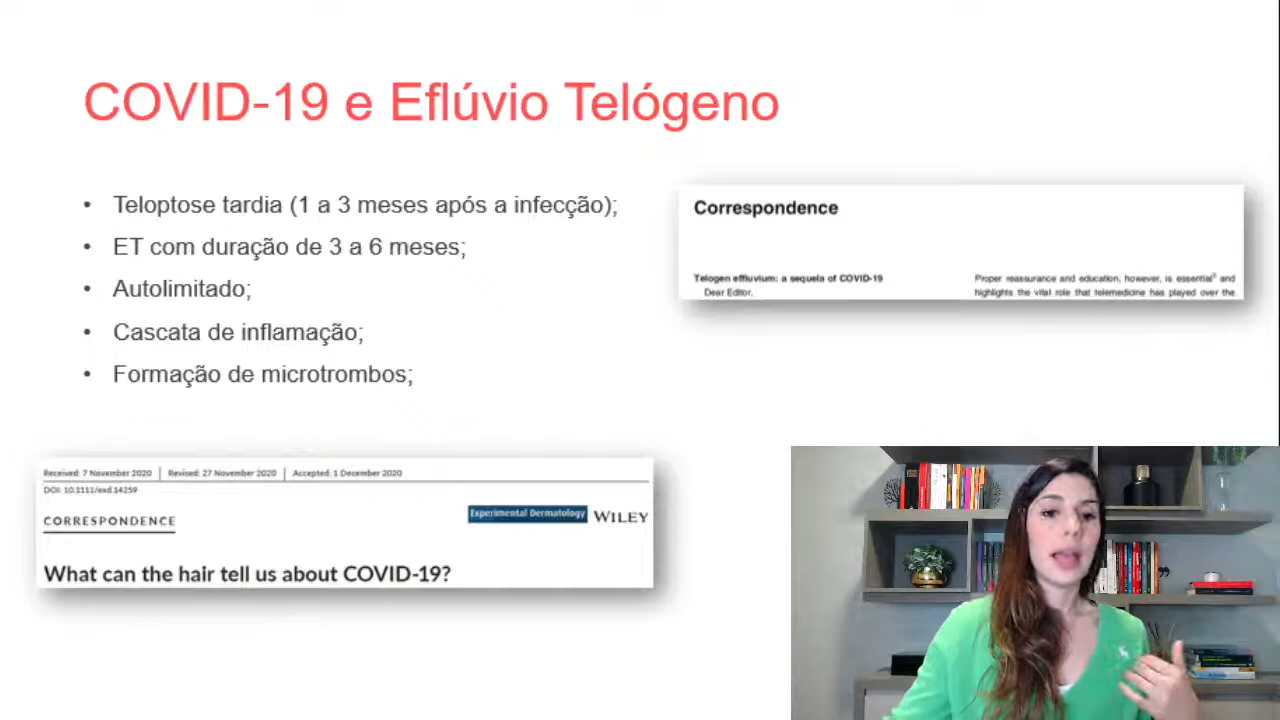 COVID-19 e Eflúvio Telógeno
• Teloptose tardia (1 a 3 meses após a infecção);
• ET com duração de 3 a 6 meses;
• Autolimitado;
• Cascata de inflamação;
• Formação de microtrombos;
Correspondence
Telogen effluvium: a sequela of COVID-19
Dear Editor,
Proper reassurance and education, however, is essential⁵ and
highlights the vital role that telemedicine has played over the
Received: 7 November 2020 | Revised: 27 November 2020 | Accepted: 1 December 2020
DOI: 10.1111/exd.14259
CORRESPONDENCE
Experimental Dermatology WILEY
What can the hair tell us about COVID-19?